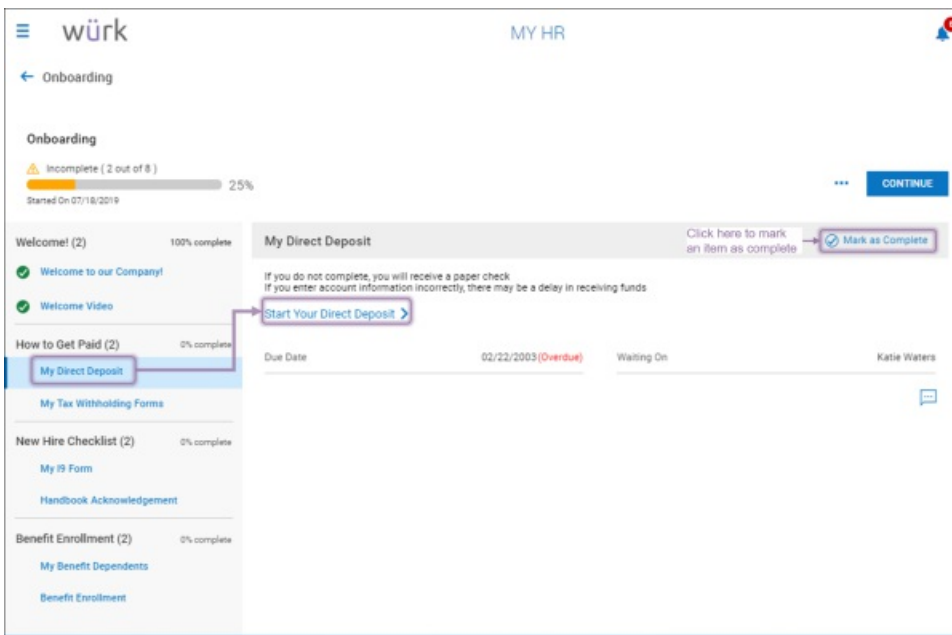 würk
MY HR
Onboarding
Onboarding
Incomplete ( 2 out of 8 )
25%
Started On 07/18/2019
CONTINUE
Welcome! (2) 100% complete
Welcome to our Company!
Welcome Video
How to Get Paid (2) 0% complete
My Direct Deposit
My Tax Withholding Forms
New Hire Checklist (2) 0% complete
My I9 Form
Handbook Acknowledgement
Benefit Enrollment (2) 0% complete
My Benefit Dependents
Benefit Enrollment
My Direct Deposit
Click here to mark
an item as complete
Mark as Complete
If you do not complete, you will receive a paper check
If you enter account information incorrectly, there may be a delay in receiving funds
Start Your Direct Deposit
Due Date 02/22/2003 (Overdue) Waiting On Katie Waters